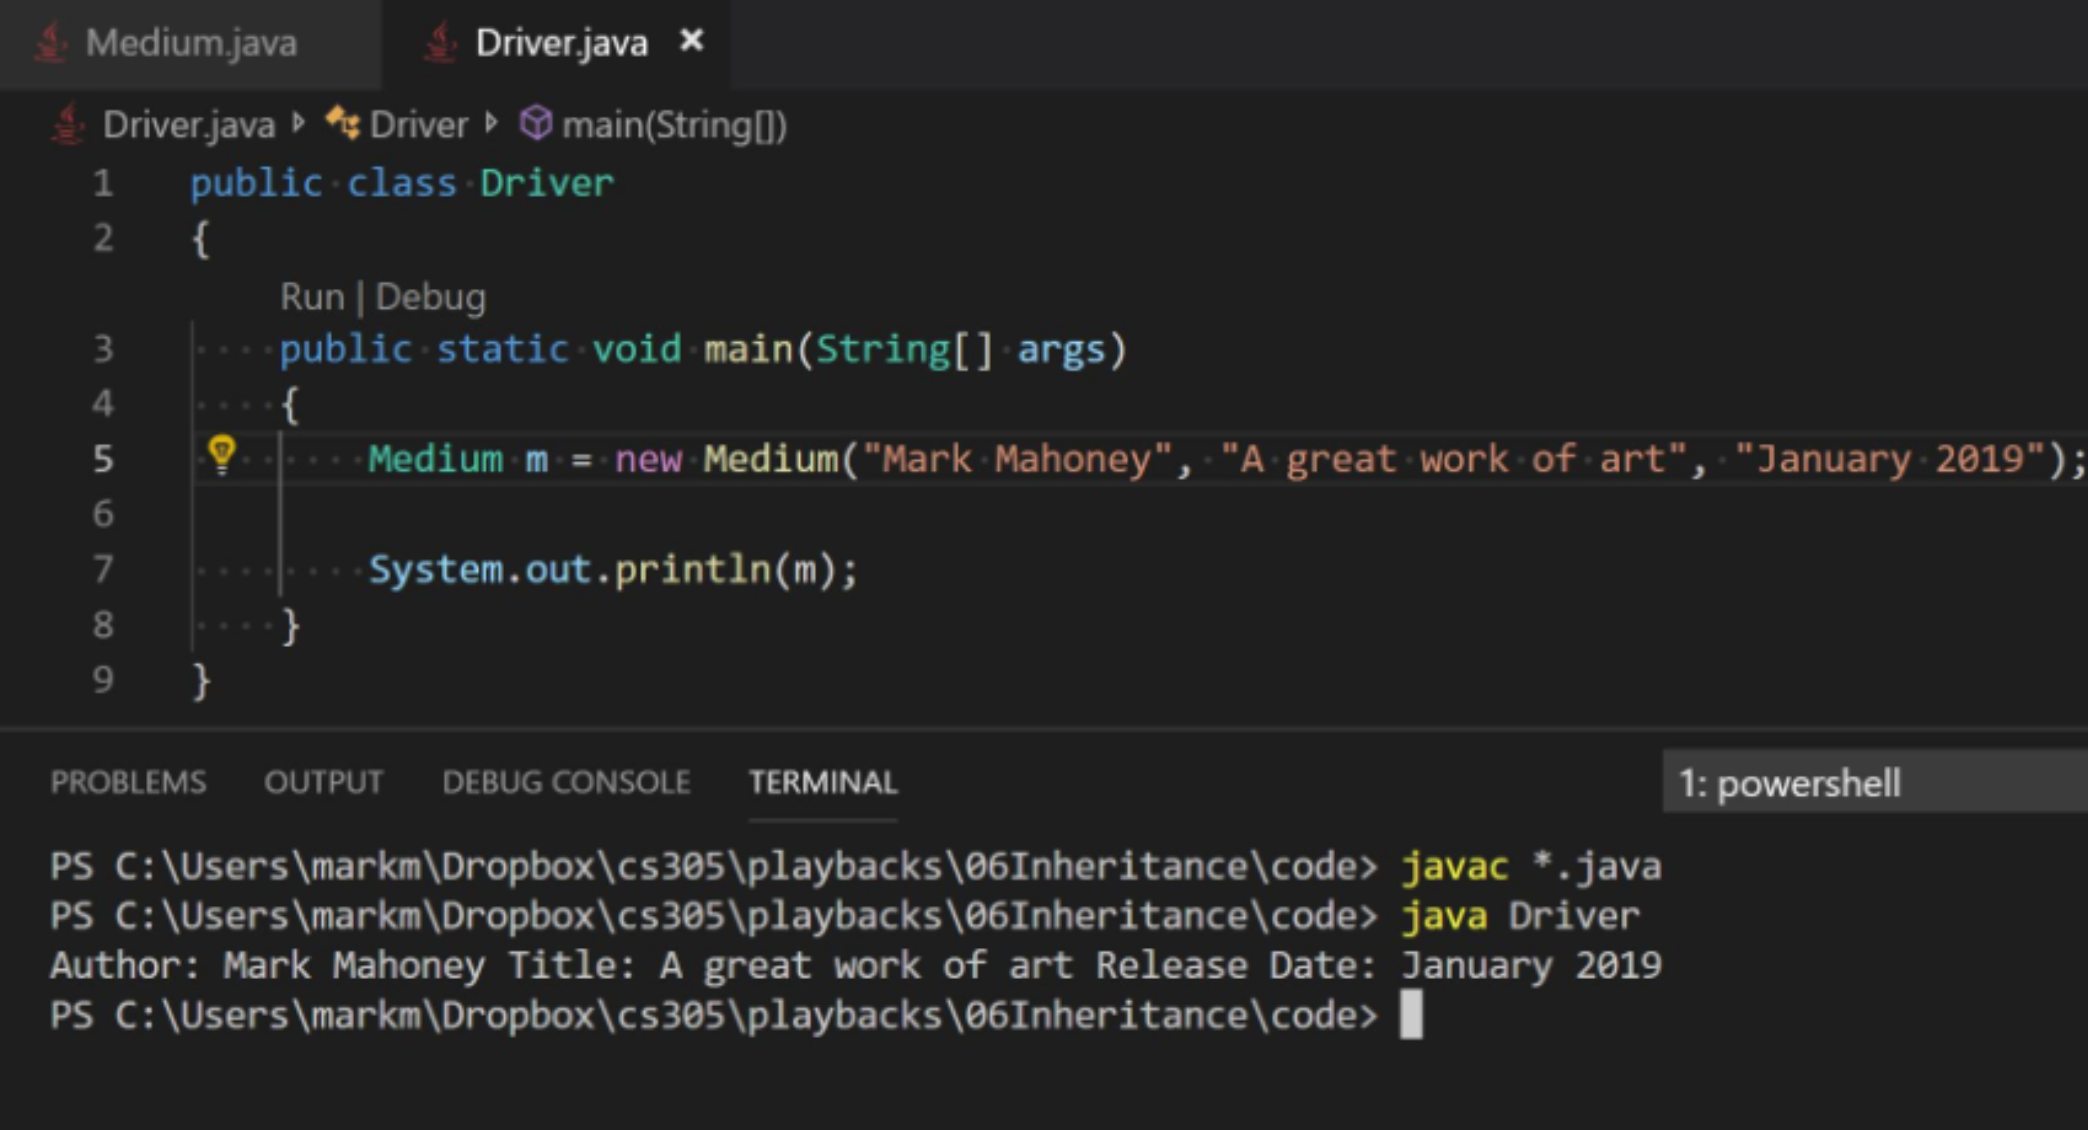 Medium.java Driver.java ×
Driver.java Driver main(String[])
1 public class Driver
2 {
Run | Debug
3 public static void main(String[] args)
4 {
5 Medium m = new Medium("Mark Mahoney", "A great work of art", "January 2019");
6
7 System.out.println(m);
8 }
9 }
PROBLEMS OUTPUT DEBUG CONSOLE TERMINAL 1: powershell
PS C:\Users\markm\Dropbox\cs305\playbacks\06Inheritance\code> javac *.java
PS C:\Users\markm\Dropbox\cs305\playbacks\06Inheritance\code> java Driver
Author: Mark Mahoney Title: A great work of art Release Date: January 2019
PS C:\Users\markm\Dropbox\cs305\playbacks\06Inheritance\code>